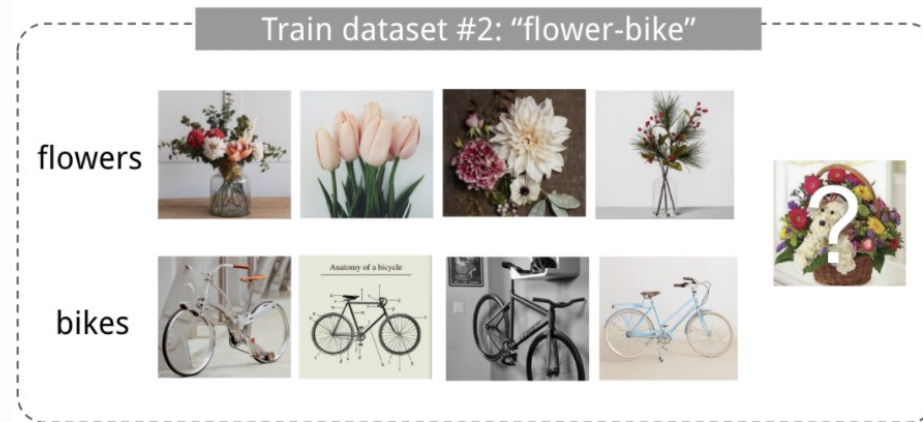 Train dataset #2: “flower-bike”
flowers
?
Anatomy of a bicycle
bikes